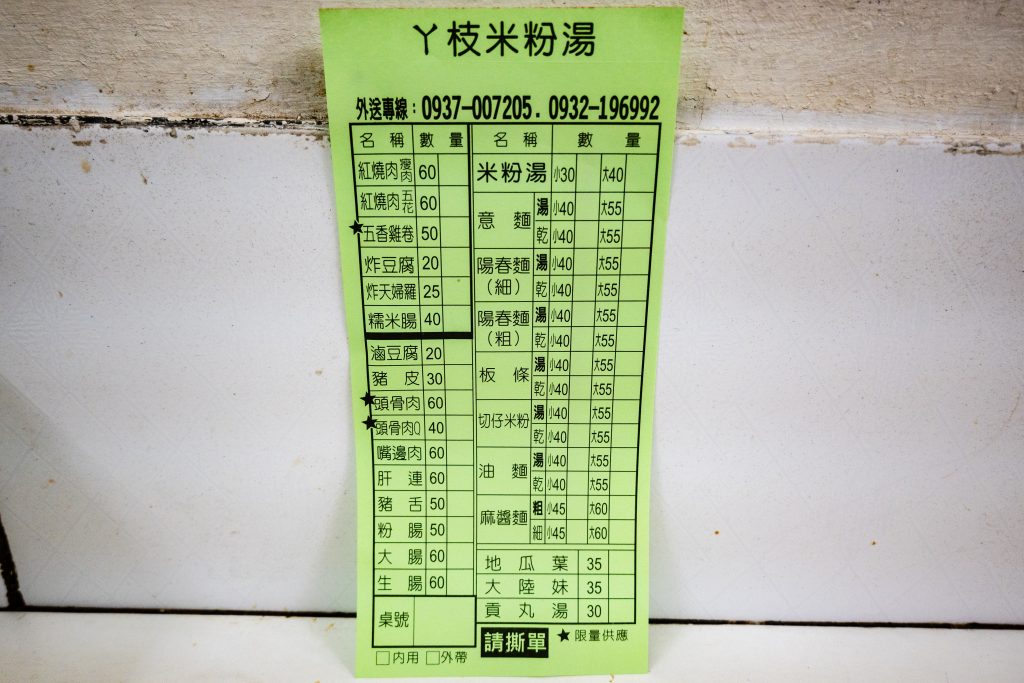 丫枝米粉湯
外送專線：0937-007205．0932-196992
名稱 數量
紅燒肉瘦肉 60
紅燒肉五花 60
★五香雞卷 50
炸豆腐 20
炸天婦羅 25
糯米腸 40
滷豆腐 20
豬皮 30
★頭骨肉 60
★頭骨肉() 40
嘴邊肉 60
肝連 60
豬舌 50
粉腸 50
大腸 60
生腸 60
桌號
□內用 □外帶
名稱 數量
米粉湯 小30 大40
意麵 湯 小40 大55
乾 小40 大55
陽春麵（細） 湯 小40 大55
乾 小40 大55
陽春麵（粗） 湯 小40 大55
乾 小40 大55
板條 湯 小40 大55
乾 小40 大55
切仔米粉 湯 小40 大55
乾 小40 大55
油麵 湯 小40 大55
乾 小40 大55
麻醬麵 粗 小45 大60
細 小45 大60
地瓜葉 35
大陸妹 35
貢丸湯 30
請撕單 ★限量供應